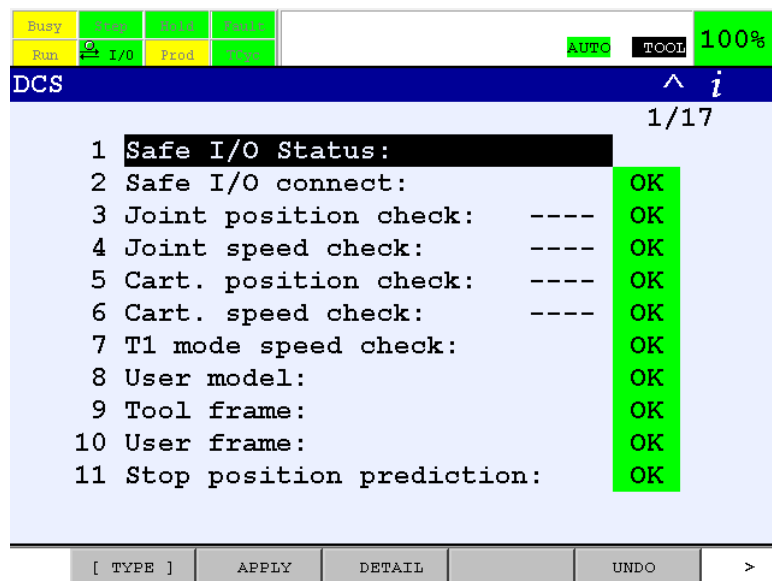 Busy Step Hold Fault
Run I/O Prod TCyc
AUTO TOOL 100%
DCS ^ i
1/17
1 Safe I/O Status:
2 Safe I/O connect: OK
3 Joint position check: ---- OK
4 Joint speed check: ---- OK
5 Cart. position check: ---- OK
6 Cart. speed check: ---- OK
7 T1 mode speed check: OK
8 User model: OK
9 Tool frame: OK
10 User frame: OK
11 Stop position prediction: OK
[ TYPE ] APPLY DETAIL UNDO >